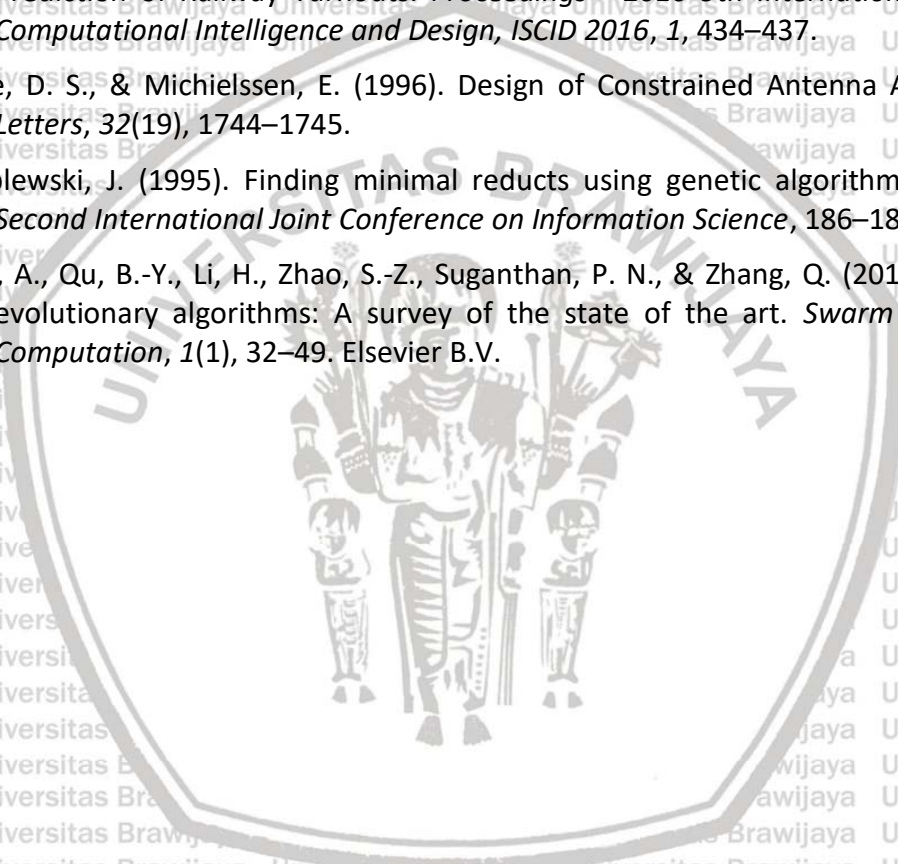 Computational Intelligence and Design, ISCID 2016, 1, 434–437.
e, D. S., & Michielssen, E. (1996). Design of Constrained Antenna A
Letters, 32(19), 1744–1745.
lewski, J. (1995). Finding minimal reducts using genetic algorithm
Second International Joint Conference on Information Science, 186–18
, A., Qu, B.-Y., Li, H., Zhao, S.-Z., Suganthan, P. N., & Zhang, Q. (201
evolutionary algorithms: A survey of the state of the art. Swarm
Computation, 1(1), 32–49. Elsevier B.V.
UNIVERSITAS BRAWIJAYA